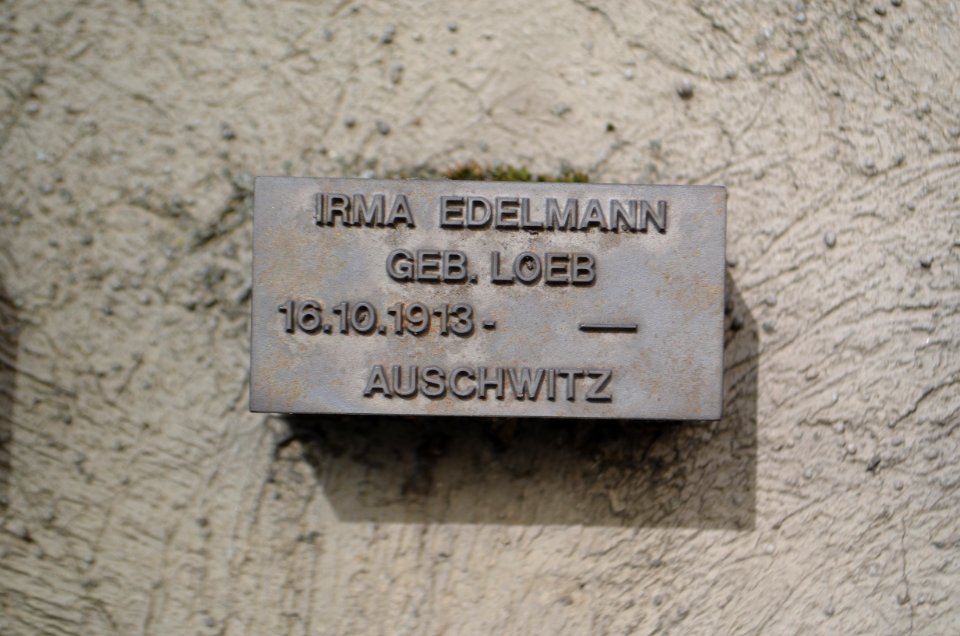 IRMA EDELMANN
GEB. LOEB
16.10.1913 - —
AUSCHWITZ